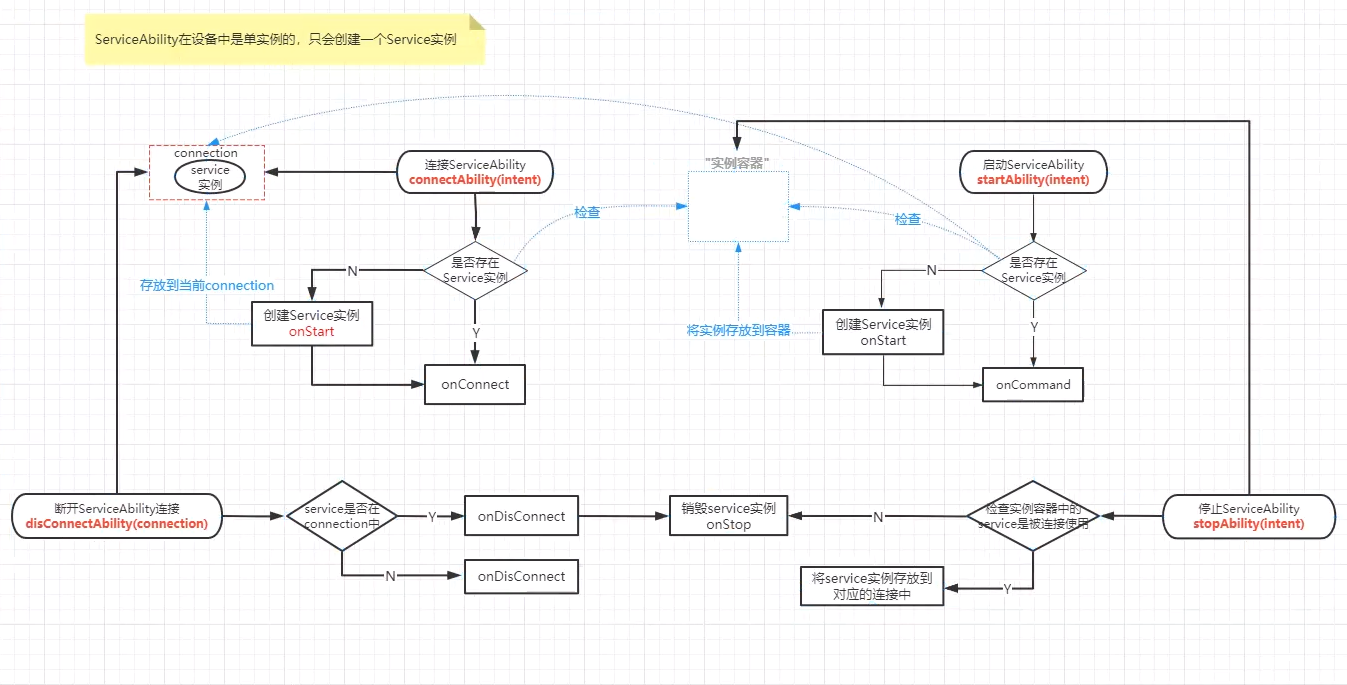 ServiceAbility在设备中是单实例的，只会创建一个Service实例
connection
service
实例
连接ServiceAbility
connectAbility(intent)
"实例容器"
启动ServiceAbility
startAbility(intent)
检查
检查
是否存在
Service实例
是否存在
Service实例
N
N
存放到当前connection
创建Service实例
onStart
Y
将实例存放到容器
创建Service实例
onStart
Y
onConnect
onCommand
断开ServiceAbility连接
disConnectAbility(connection)
service是否在
connection中
Y
onDisConnect
销毁service实例
onStop
N
检查实例容器中的
service是被连接使用
停止ServiceAbility
stopAbility(intent)
N
onDisConnect
将service实例存放到
对应的连接中
Y